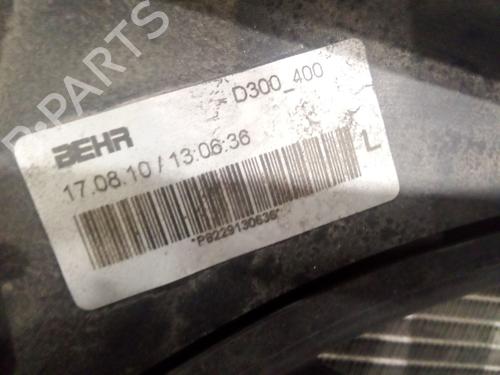 B-PARTS
D300_400
BEHR
17.08.10 / 13:06:36
L
*P8229130636*